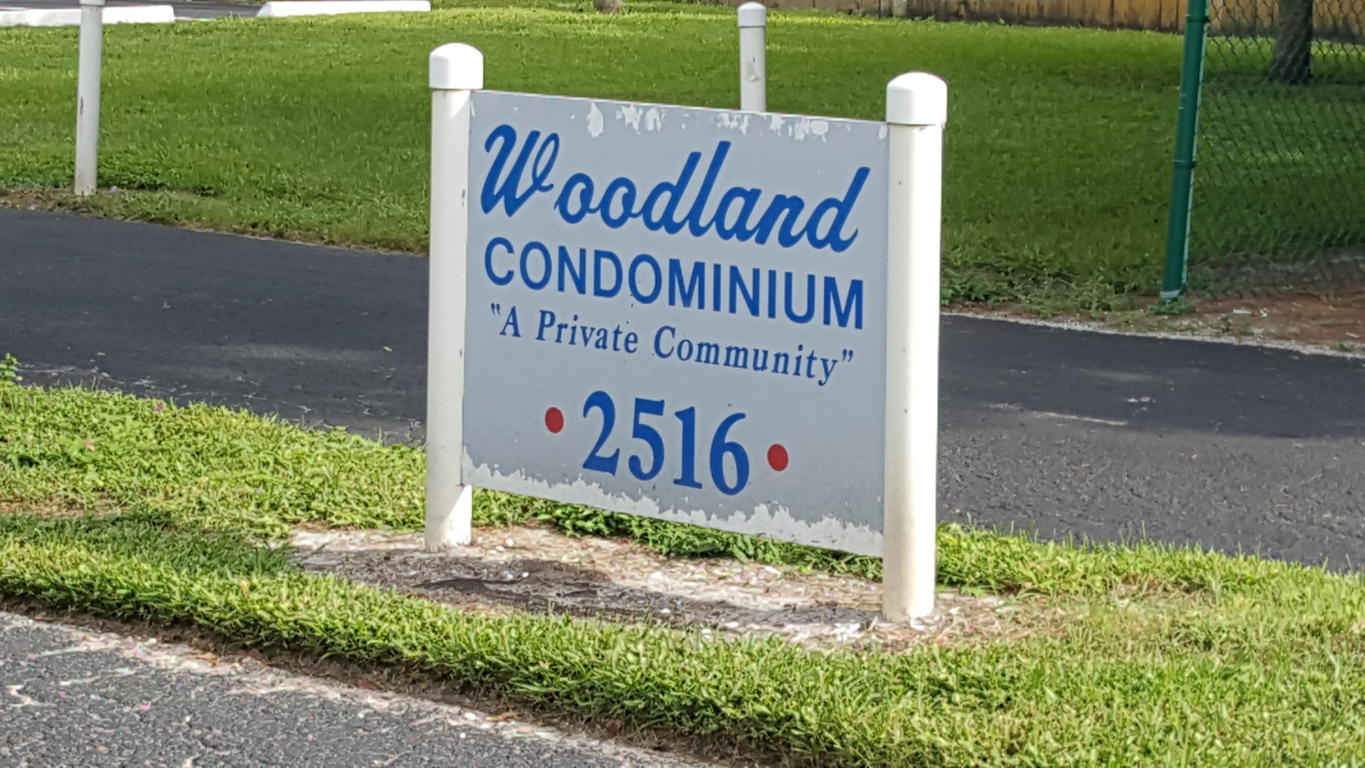 Woodland
CONDOMINIUM
"A Private Community"
• 2516 •